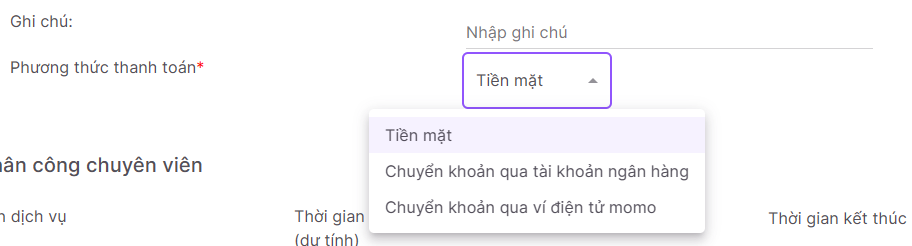 Ghi chú:
Nhập ghi chú
Phương thức thanh toán*
Tiền mặt
Tiền mặt
Chuyển khoản qua tài khoản ngân hàng
Chuyển khoản qua ví điện tử momo
công chuyên viên
dịch vụ
Thời gian
(dự tính)
Thời gian kết thúc